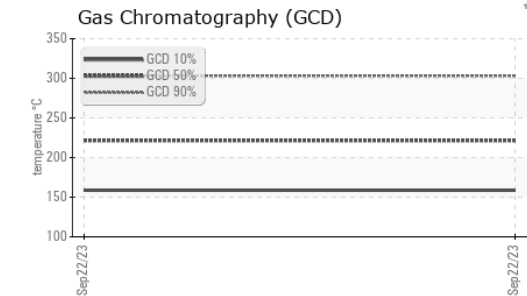 Gas Chromatography (GCD)
350
300
250
200
150
100
temperature °C
GCD 10%
GCD 50%
GCD 90%
Sep22/23
Sep22/23